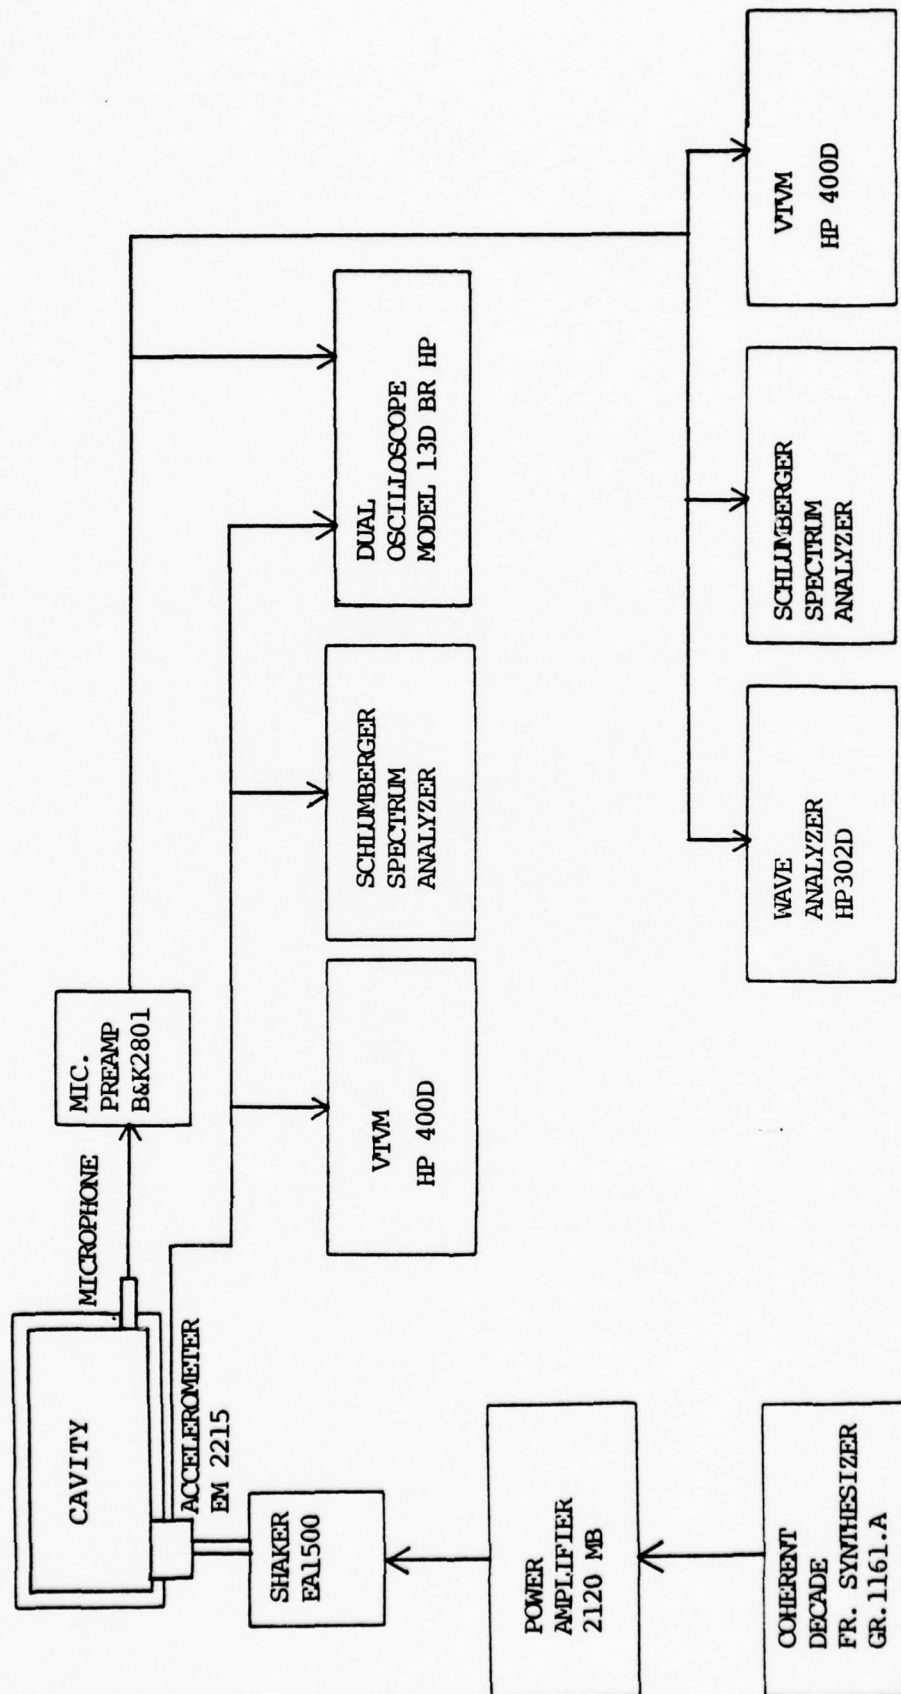 CAVITY
MICROPHONE
MIC.
PREAMP
B&K2801
ACCELEROMETER
EM 2215
SHAKER
EA1500
POWER
AMPLIFIER
2120 MB
COHERENT
DECADE
FR. SYNTHESIZER
GR.1161.A
VTVM
HP 400D
SCHLUMBERGER
SPECTRUM
ANALYZER
DUAL
OSCILLOSCOPE
MODEL 13D BR HP
WAVE
ANALYZER
HP302D
SCHLUMBERGER
SPECTRUM
ANALYZER
VTVM
HP 400D